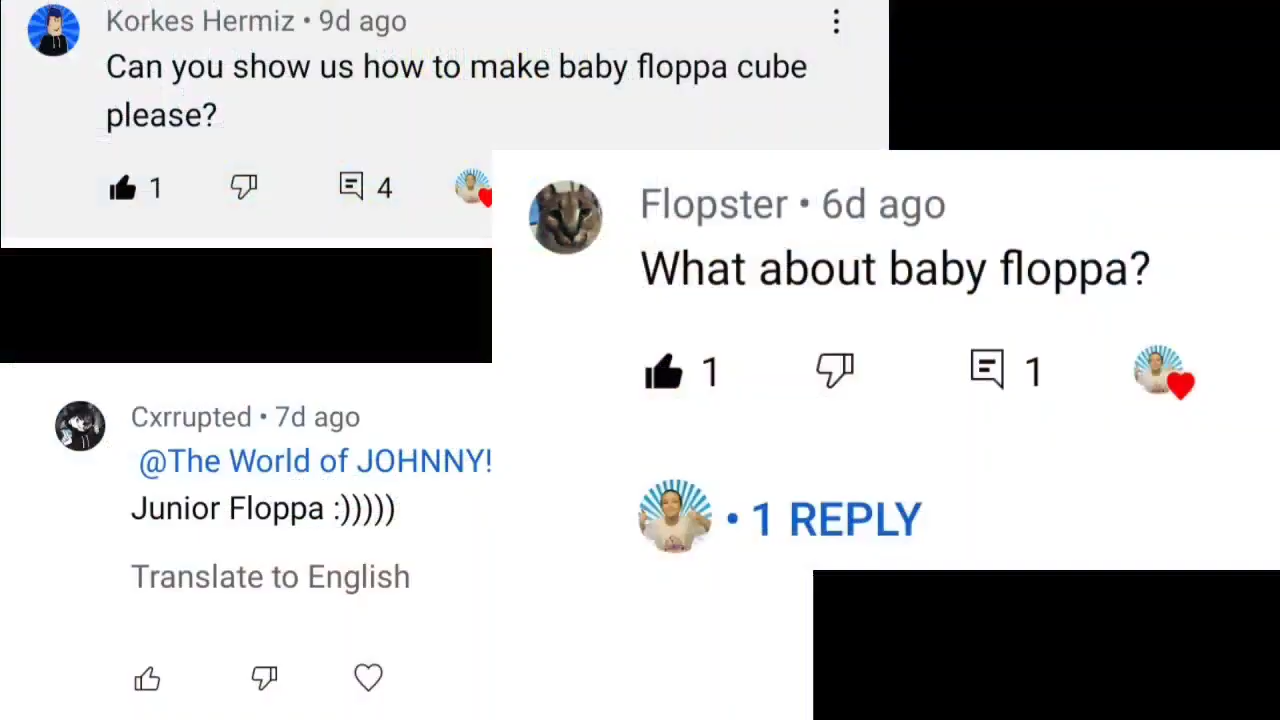 Korkes Hermiz • 9d ago
Can you show us how to make baby floppa cube
please?
1
4
Flopster • 6d ago
What about baby floppa?
1
1
• 1 REPLY
Cxrrupted • 7d ago
@The World of JOHNNY!
Junior Floppa :)))))
Translate to English